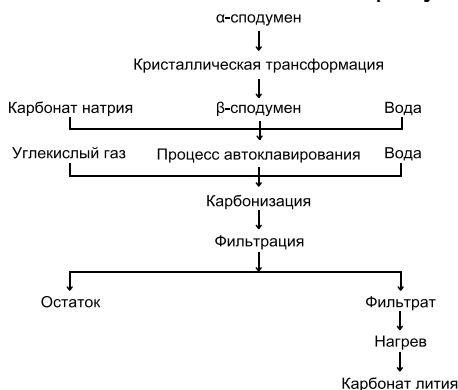 α-сподумен
Кристаллическая трансформация
Карбонат натрия β-сподумен Вода
Углекислый газ Процесс автоклавирования Вода
Карбонизация
Фильтрация
Остаток Фильтрат
Нагрев
Карбонат лития